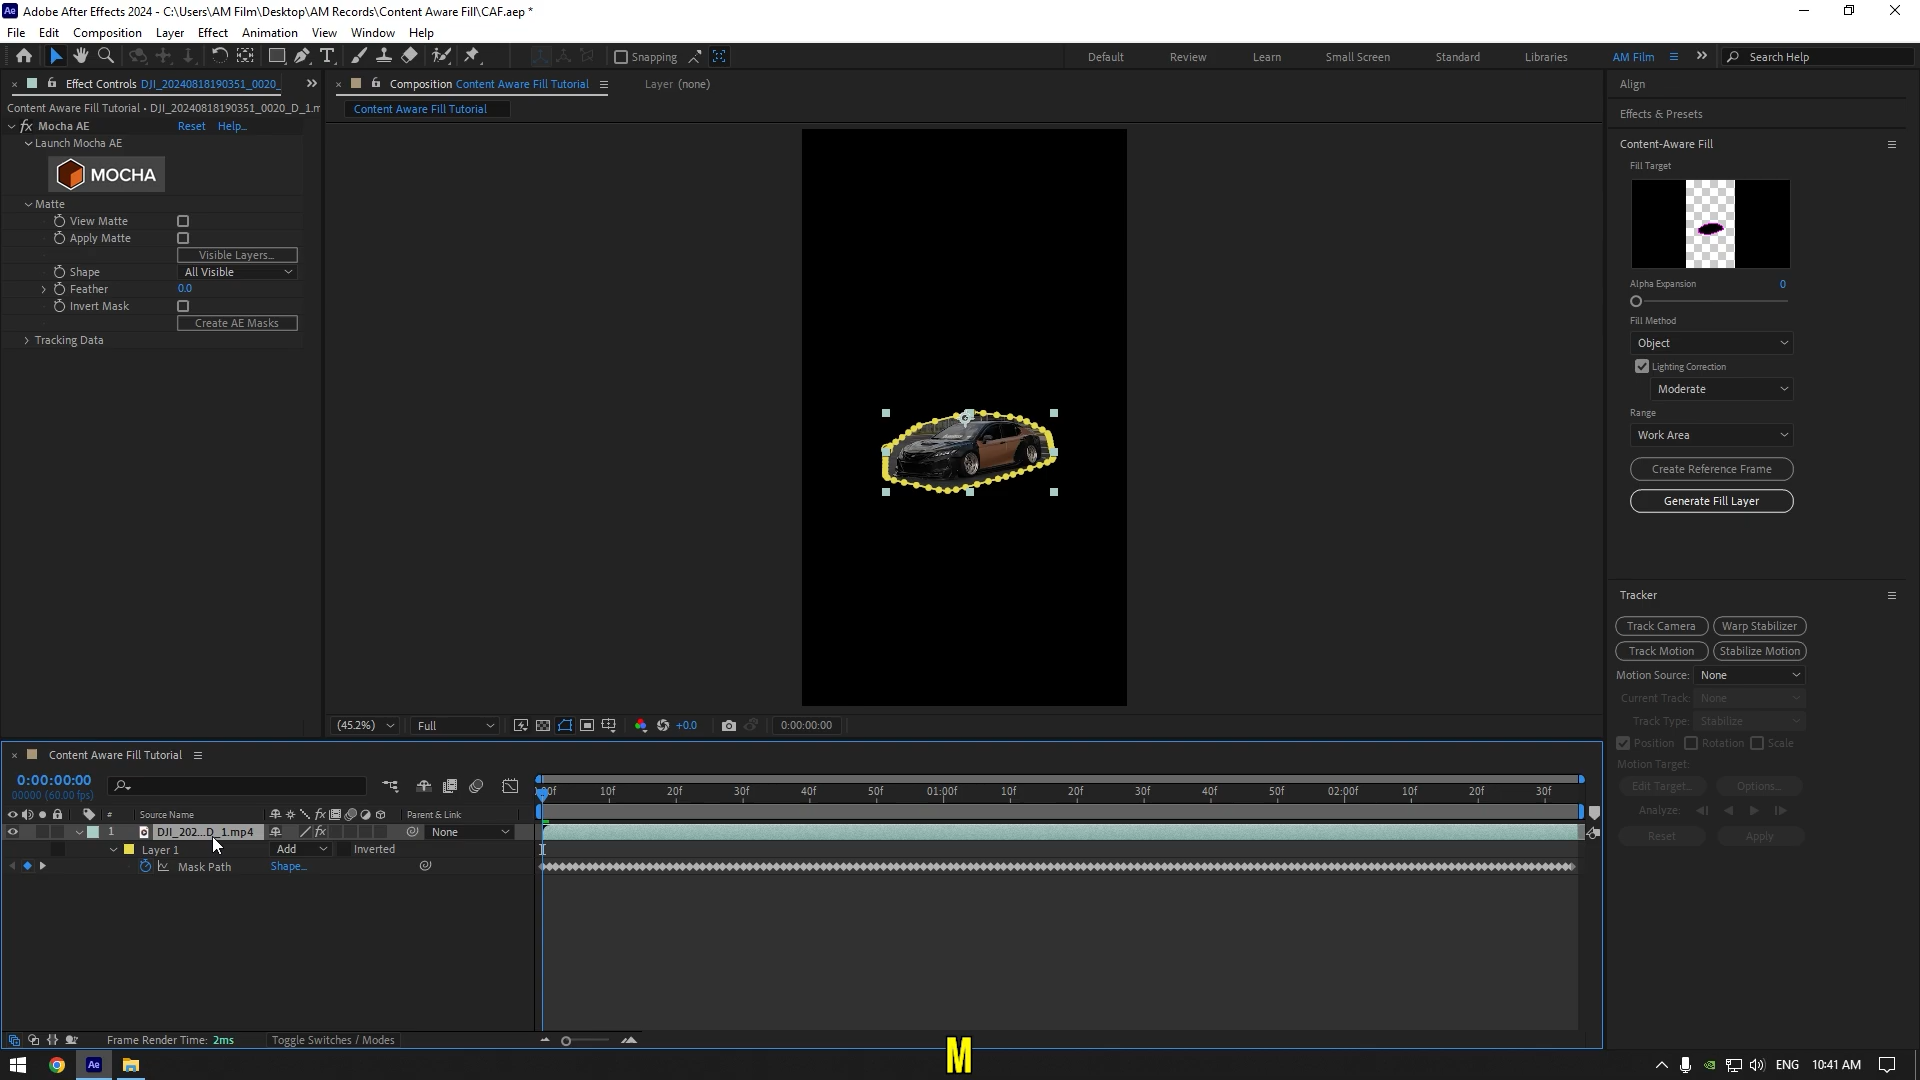 Adobe After Effects 2024 - C:\Users\AM Film\Desktop\AM Records\Content Aware Fill\CAF.aep *
File Edit Composition Layer Effect Animation View Window Help
Snapping
Default Review Learn Small Screen Standard Libraries AM Film Search Help
Effect Controls DJI_20240818190351_0020_
Composition Content Aware Fill Tutorial
Layer (none)
Align
Content Aware Fill Tutorial • DJI_20240818190351_0020_D_1.m
Content Aware Fill Tutorial
Effects & Presets
fx Mocha AE Reset Help...
Launch Mocha AE
MOCHA
Matte
View Matte
Apply Matte
Visible Layers...
Shape All Visible
Feather 0.0
Invert Mask
Create AE Masks
Tracking Data
Content-Aware Fill
Fill Target
Alpha Expansion 0
Fill Method
Object
Lighting Correction
Moderate
Range
Work Area
Create Reference Frame
Generate Fill Layer
Tracker
Track Camera Warp Stabilizer
Track Motion Stabilize Motion
Motion Source: None
Current Track: None
Track Type: Stabilize
Position Rotation Scale
Motion Target:
Edit Target... Options...
Analyze:
Reset Apply
(45.2%) Full +0.0 0:00:00:00
Content Aware Fill Tutorial
0:00:00:00
00000 (60.00 fps)
:00f 10f 20f 30f 40f 50f 01:00f 10f 20f 30f 40f 50f 02:00f 10f 20f 30f
# Source Name fx Parent & Link
1 DJI_202...D_1.mp4 fx None
Layer 1 Add Inverted
Mask Path Shape...
Frame Render Time: 2ms Toggle Switches / Modes
M
Ae
ENG 10:41 AM